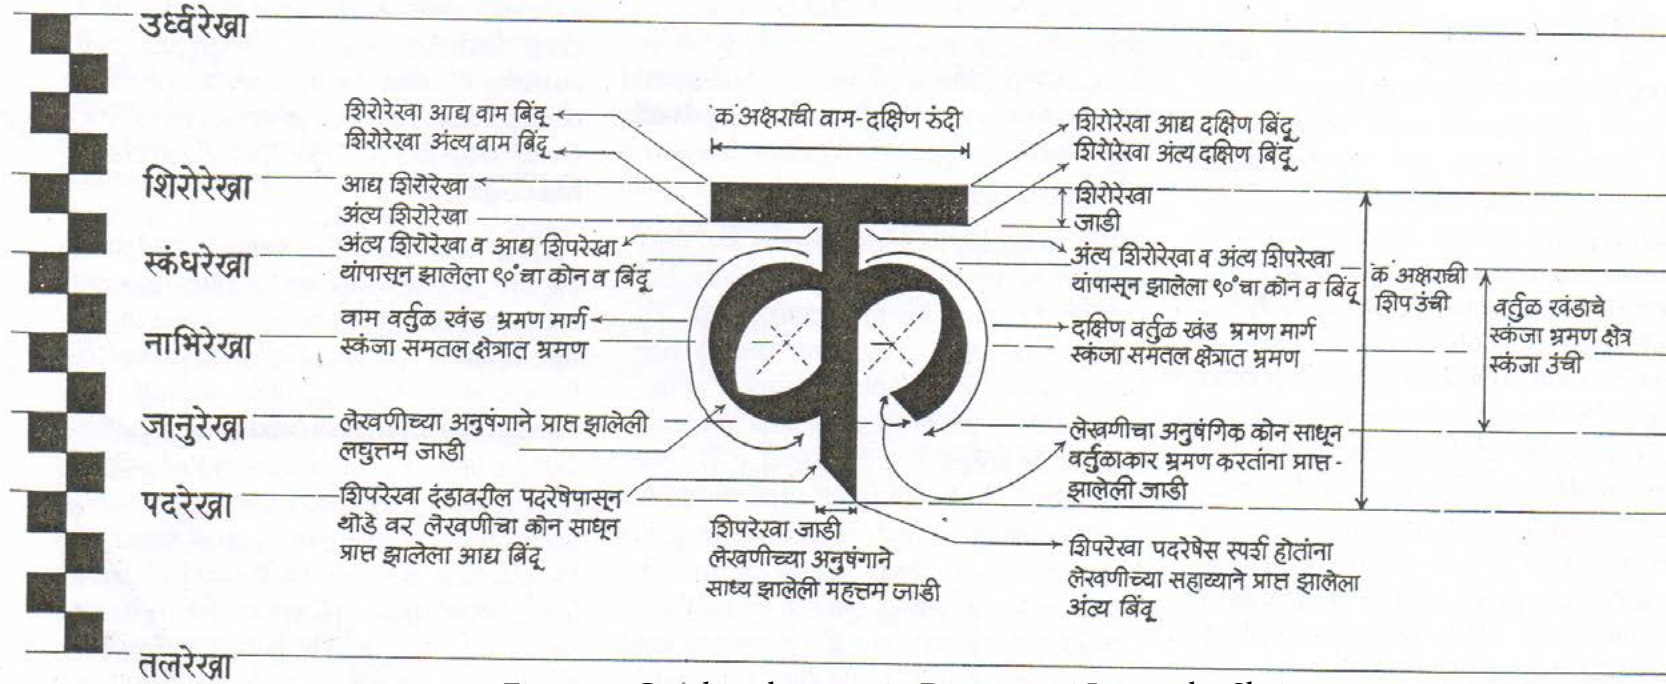 उर्ध्वरेखा
शिरोरेखा
स्कंधरेखा
नाभिरेखा
जानुरेखा
पदरेखा
तलरेखा
शिरोरेखा आद्य वाम बिंदू
शिरोरेखा अंत्य वाम बिंदू
आद्य शिरोरेखा
अंत्य शिरोरेखा
अंत्य शिरोरेखा व आद्य शिपरेखा
यांपासून झालेला ९०°चा कोन व बिंदू
वाम वर्तुळ खंड भ्रमण मार्ग
स्कंजा समतल क्षेत्रात भ्रमण
लेखणीच्या अनुषंगाने प्राप्त झालेली
लघुत्तम जाडी
शिपरेखा दंडावरील पदरेषेपासून
थोडे वर लेखणीचा कोन साधून
प्राप्त झालेला आद्य बिंदू
'क' अक्षराची वाम-दक्षिण रुंदी
क
शिपरेखा जाडी
लेखणीच्या अनुषंगाने
साध्य झालेली महत्तम जाडी
शिरोरेखा आद्य दक्षिण बिंदू
शिरोरेखा अंत्य दक्षिण बिंदू
शिरोरेखा
जाडी
अंत्य शिरोरेखा व अंत्य शिपरेखा
यांपासून झालेला ९०°चा कोन व बिंदू
दक्षिण वर्तुळ खंड भ्रमण मार्ग
स्कंजा समतल क्षेत्रात भ्रमण
लेखणीचा अनुषंगिक कोन साधून
वर्तुळाकार भ्रमण करतांना प्राप्त-
झालेली जाडी
शिपरेखा पदरेषेस स्पर्श होतांना
लेखणीच्या सहाय्याने प्राप्त झालेला
अंत्य बिंदू
'क' अक्षराची
शिप उंची
वर्तुळ खंडाचे
स्कंजा भ्रमण क्षेत्र
स्कंजा उंची